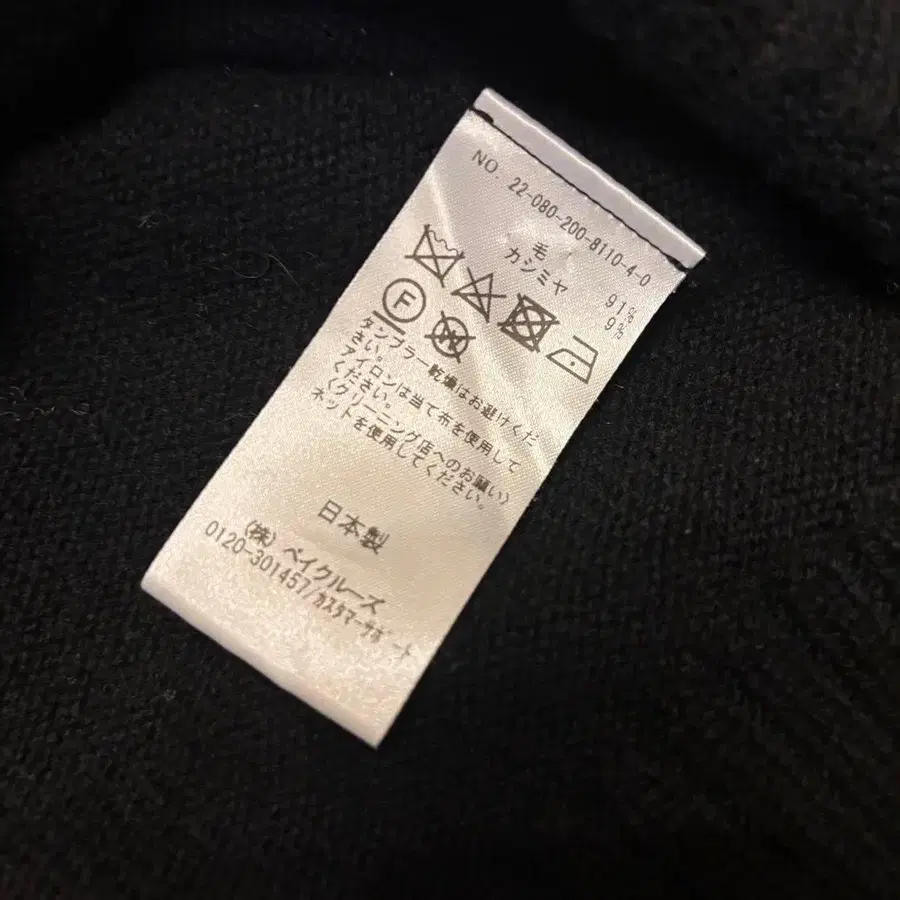 NO. 22-080-200-8110-4-0
毛 91%
カシミヤ 9%
F W
タンブラー乾燥はお避けくだ
さい。
アイロンは当て布を使用して
ください。
(クリーニング店へのお願い)
ネットを使用してください。
日本製
(株) ベイクルーズ
0120-301457/カスタマーサポート